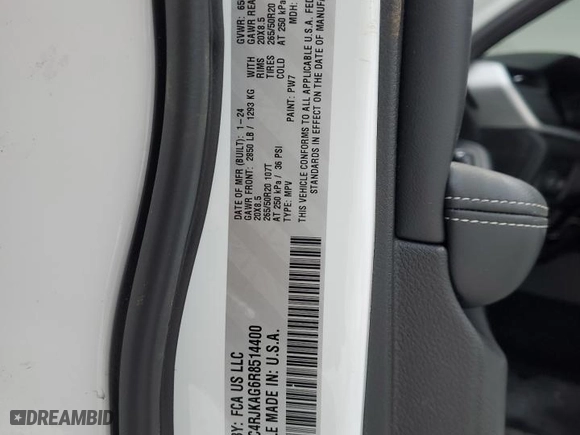 BY: FCA US LLC
DATE OF MFR (BUILT): 1-24
GVWR: 65
GAWR FRONT: 2850 LB / 1293 KG WITH
GAWR REA
20X8.5 RIMS 20X8.5
265/50R20 107T TIRES 265/50R20
AT 250 kPa / 36 PSI COLD AT 250 kPa
TYPE: MPV PAINT: PW7 MDH:
THIS VEHICLE CONFORMS TO ALL APPLICABLE U.S.A. FEDE
STANDARDS IN EFFECT ON THE DATE OF MANUFA
C4RJKAG6R8514400
LE MADE IN U.S.A.
DREAMBID